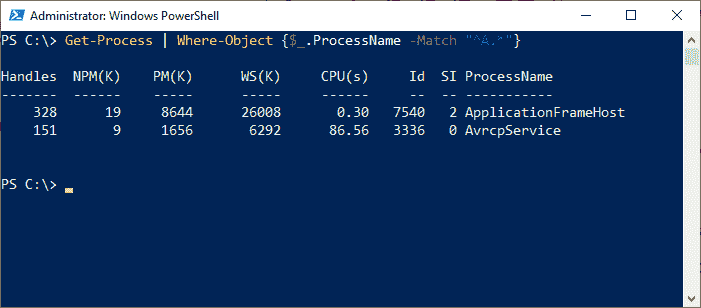 Administrator: Windows PowerShell
PS C:\> Get-Process | Where-Object {$_.ProcessName -Match "^A.*"}
Handles  NPM(K)    PM(K)      WS(K)     CPU(s)     Id  SI ProcessName
-------  ------    -----      -----     ------     --  -- -----------
    328      19     8644      26008       0.30   7540   2 ApplicationFrameHost
    151       9     1656       6292      86.56   3336   0 AvrcpService
PS C:\>